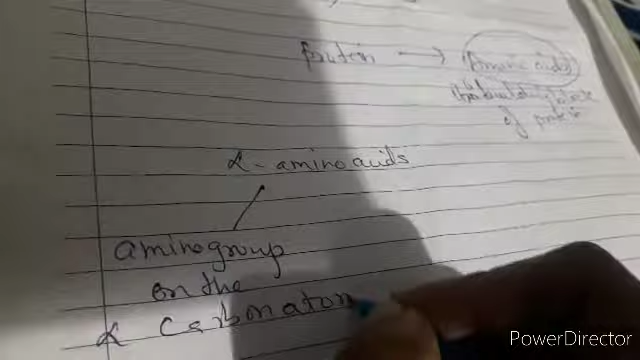 protein → Amino acids
of protein
α - amino acids
amino group
on the
α Carbon atom
PowerDirector